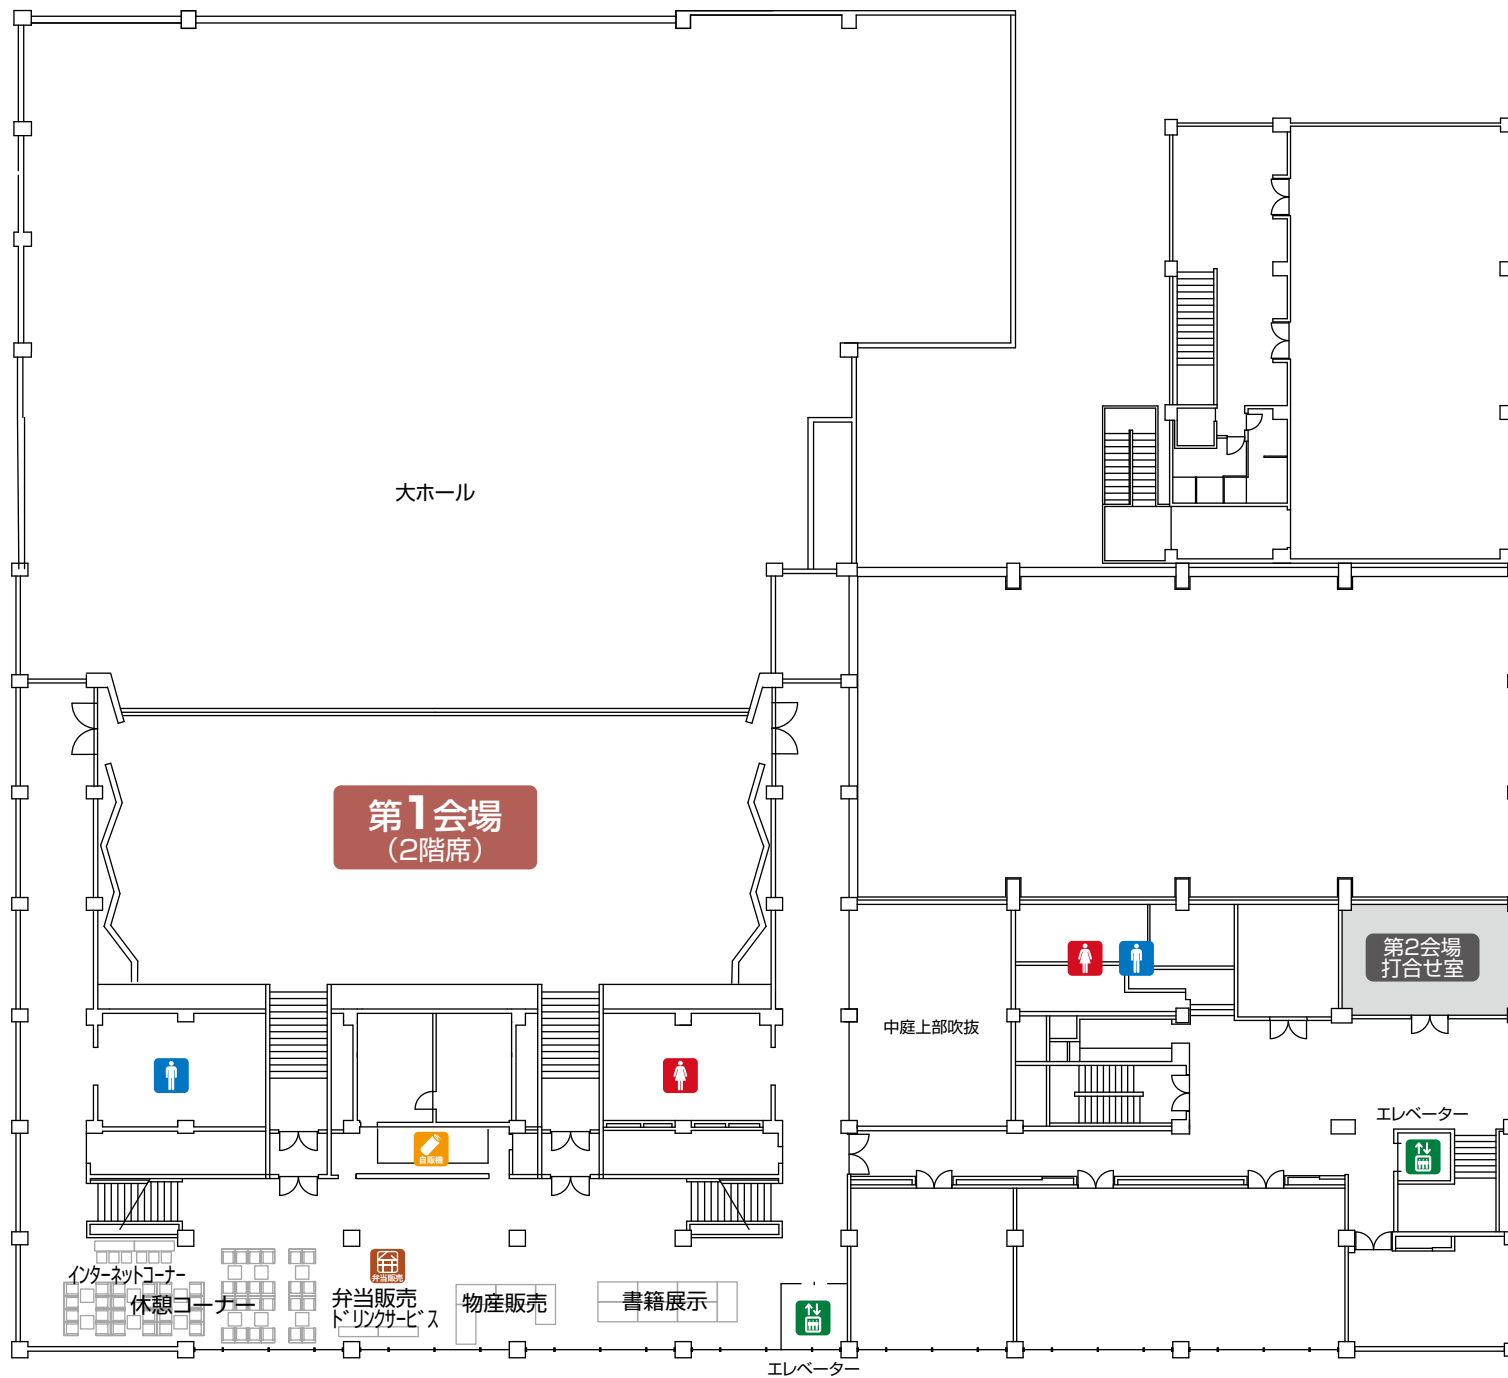 大ホール
第1会場
（2階席）
第2会場
打合せ室
中庭上部吹抜
エレベーター
自販機
弁当販売
インターネットコーナー
休憩コーナー
弁当販売
ドリンクサービス
物産販売
書籍展示
エレベーター